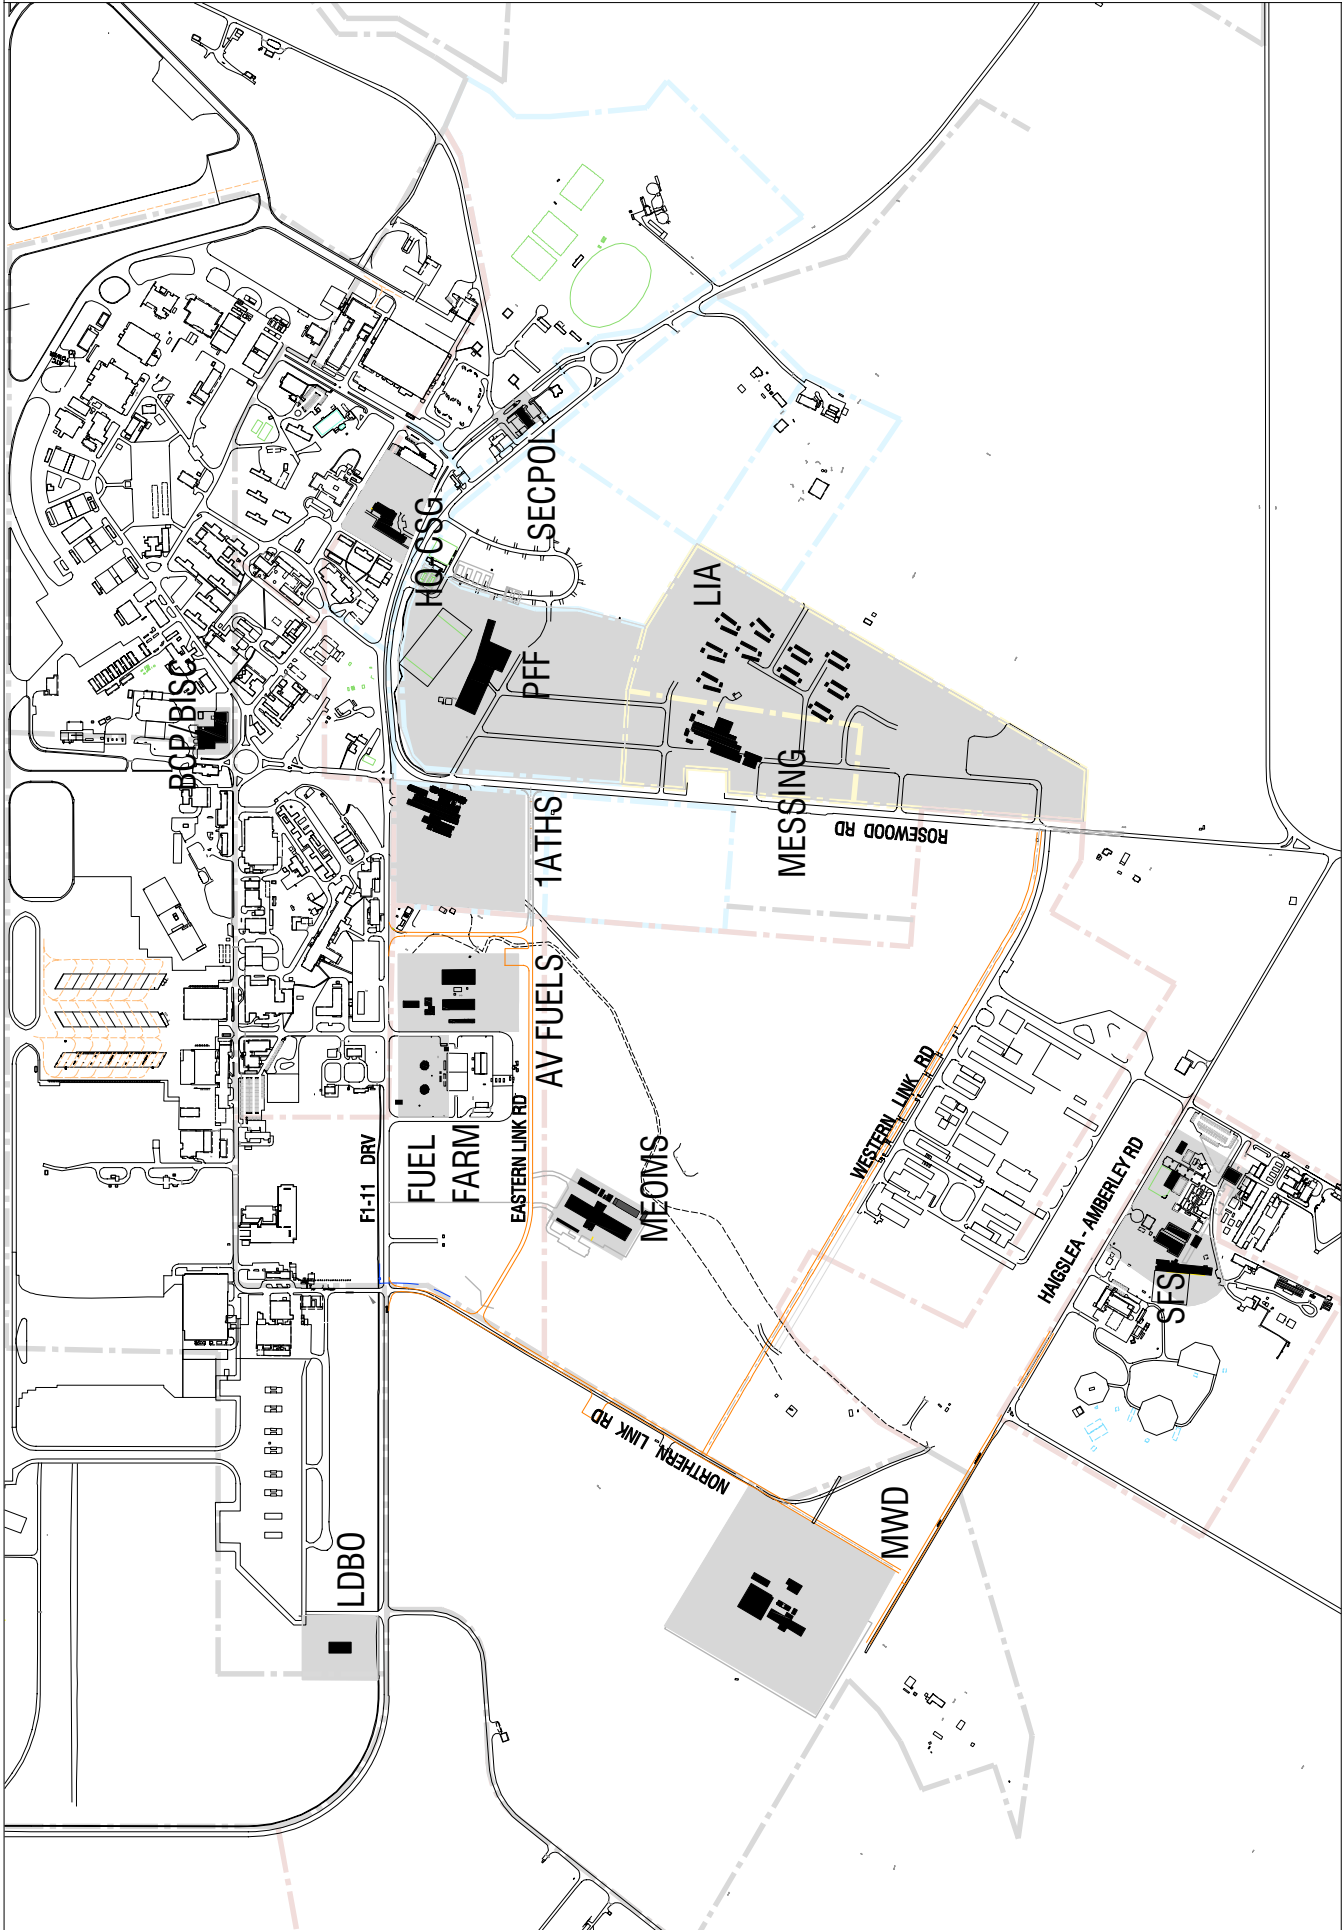 SECPOL
HQ CSG
LIA
PFF
BCP/BISC
MESSING
1ATHS
ROSEWOOD RD
AV FUELS
FUEL
FARM
F1-11 DRV
EASTERN LINK RD
MEOMS
WESTERN LINK RD
HAIGSLEA - AMBERLEY RD
SFS
NORTHERN LINK RD
MWD
LDBO